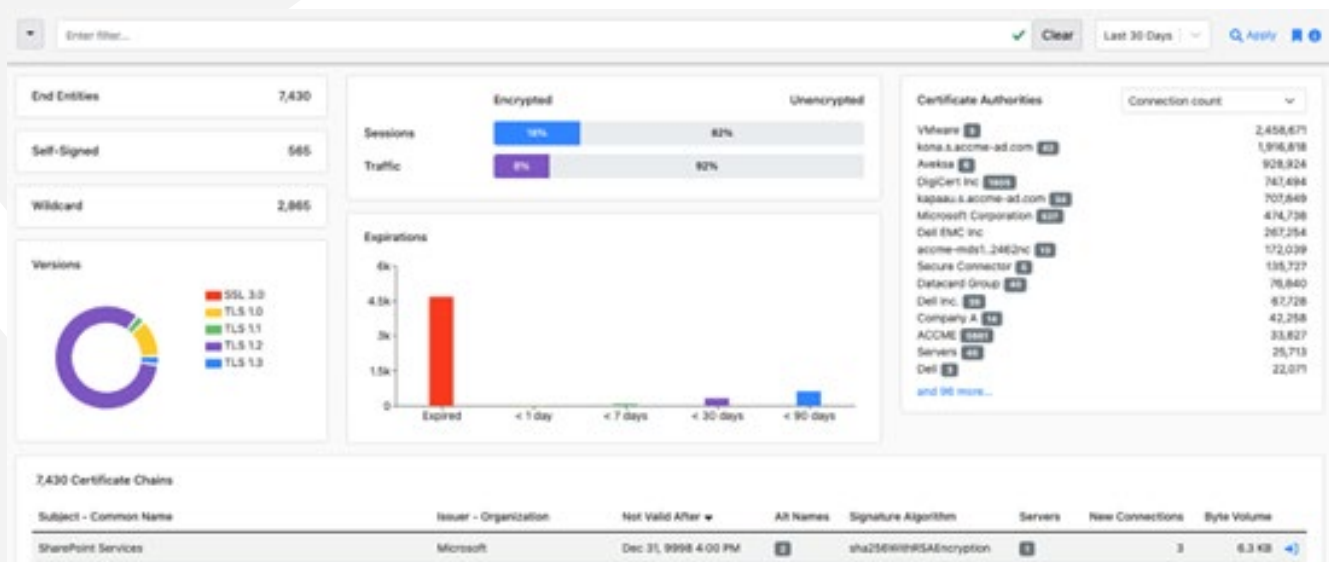 Enter filter...
Clear
Last 30 Days
Apply
End Entities 7,430
Self-Signed 565
Wildcard 2,865
Versions
SSL 3.0
TLS 1.0
TLS 1.1
TLS 1.2
TLS 1.3
Encrypted Unencrypted
Sessions 18% 82%
Traffic 8% 92%
Expirations
6k
4.5k
3k
1.5k
0
Expired < 1 day < 7 days < 30 days < 90 days
Certificate Authorities Connection count
VMware 2,458,671
kona.s.accme-ad.com 1,916,818
Aveksa 928,924
DigiCert Inc 747,494
kapaau.s.accme-ad.com 707,849
Microsoft Corporation 474,738
Dell EMC Inc 267,254
accme-mds1..2462nc 172,039
Secure Connector 135,727
Datacard Group 76,840
Dell Inc. 67,728
Company A 42,258
ACCME 33,827
Servers 25,713
Dell 22,071
and 96 more...
7,430 Certificate Chains
Subject - Common Name Issuer - Organization Not Valid After Alt Names Signature Algorithm Servers New Connections Byte Volume
SharePoint Services Microsoft Dec 31, 9998 4:00 PM sha256WithRSAEncryption 3 6.3 KB